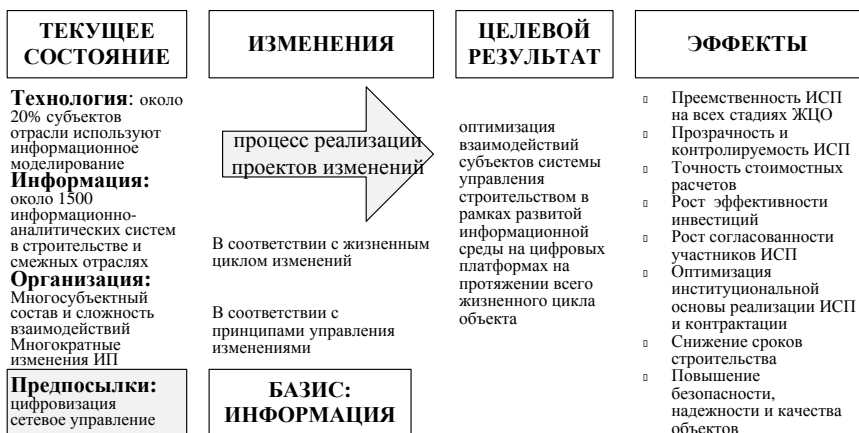 ТЕКУЩЕЕ
СОСТОЯНИЕ
Технология: около
20% субъектов
отрасли используют
информационное
моделирование
Информация:
около 1500
информационно-
аналитических систем
в строительстве и
смежных отраслях
Организация:
Многосубъектный
состав и сложность
взаимодействий
Многократные
изменения ИП
Предпосылки:
цифровизация
сетевое управление
ИЗМЕНЕНИЯ
процесс реализации
проектов изменений
В соответствии с жизненным
циклом изменений
В соответствии с
принципами управления
изменениями
БАЗИС:
ИНФОРМАЦИЯ
ЦЕЛЕВОЙ
РЕЗУЛЬТАТ
оптимизация
взаимодействий
субъектов системы
управления
строительством в
рамках развитой
информационной
среды на цифровых
платформах на
протяжении всего
жизненного цикла
объекта
ЭФФЕКТЫ
Преемственность ИСП
на всех стадиях ЖЦО
Прозрачность и
контролируемость ИСП
Точность стоимостных
расчетов
Рост эффективности
инвестиций
Рост согласованности
участников ИСП
Оптимизация
институциональной
основы реализации ИСП
и контрактации
Снижение сроков
строительства
Повышение
безопасности,
надежности и качества
объектов